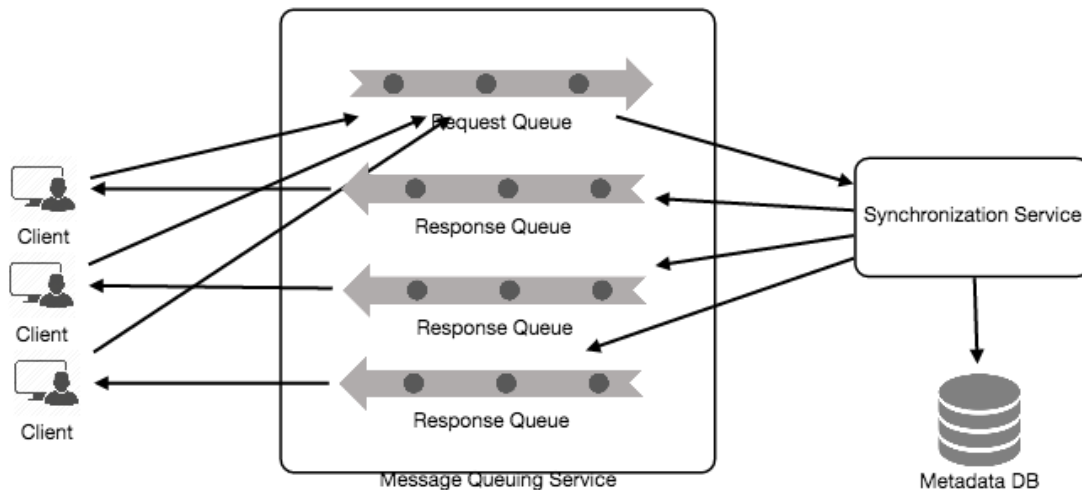 Request Queue
Client
Response Queue
Synchronization Service
Client
Response Queue
Client
Response Queue
Message Queuing Service
Metadata DB